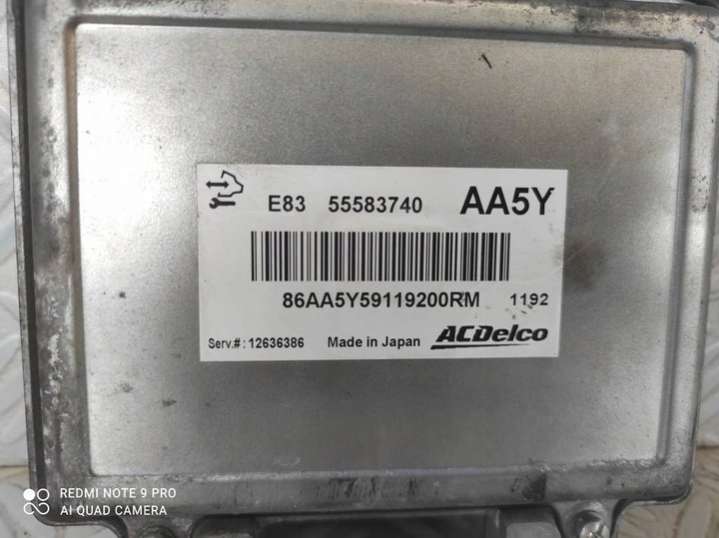 E83 55583740 AA5Y
86AA5Y59119200RM 1192
Serv.#: 12636386 Made in Japan ACDelco
REDMI NOTE 9 PRO
AI QUAD CAMERA